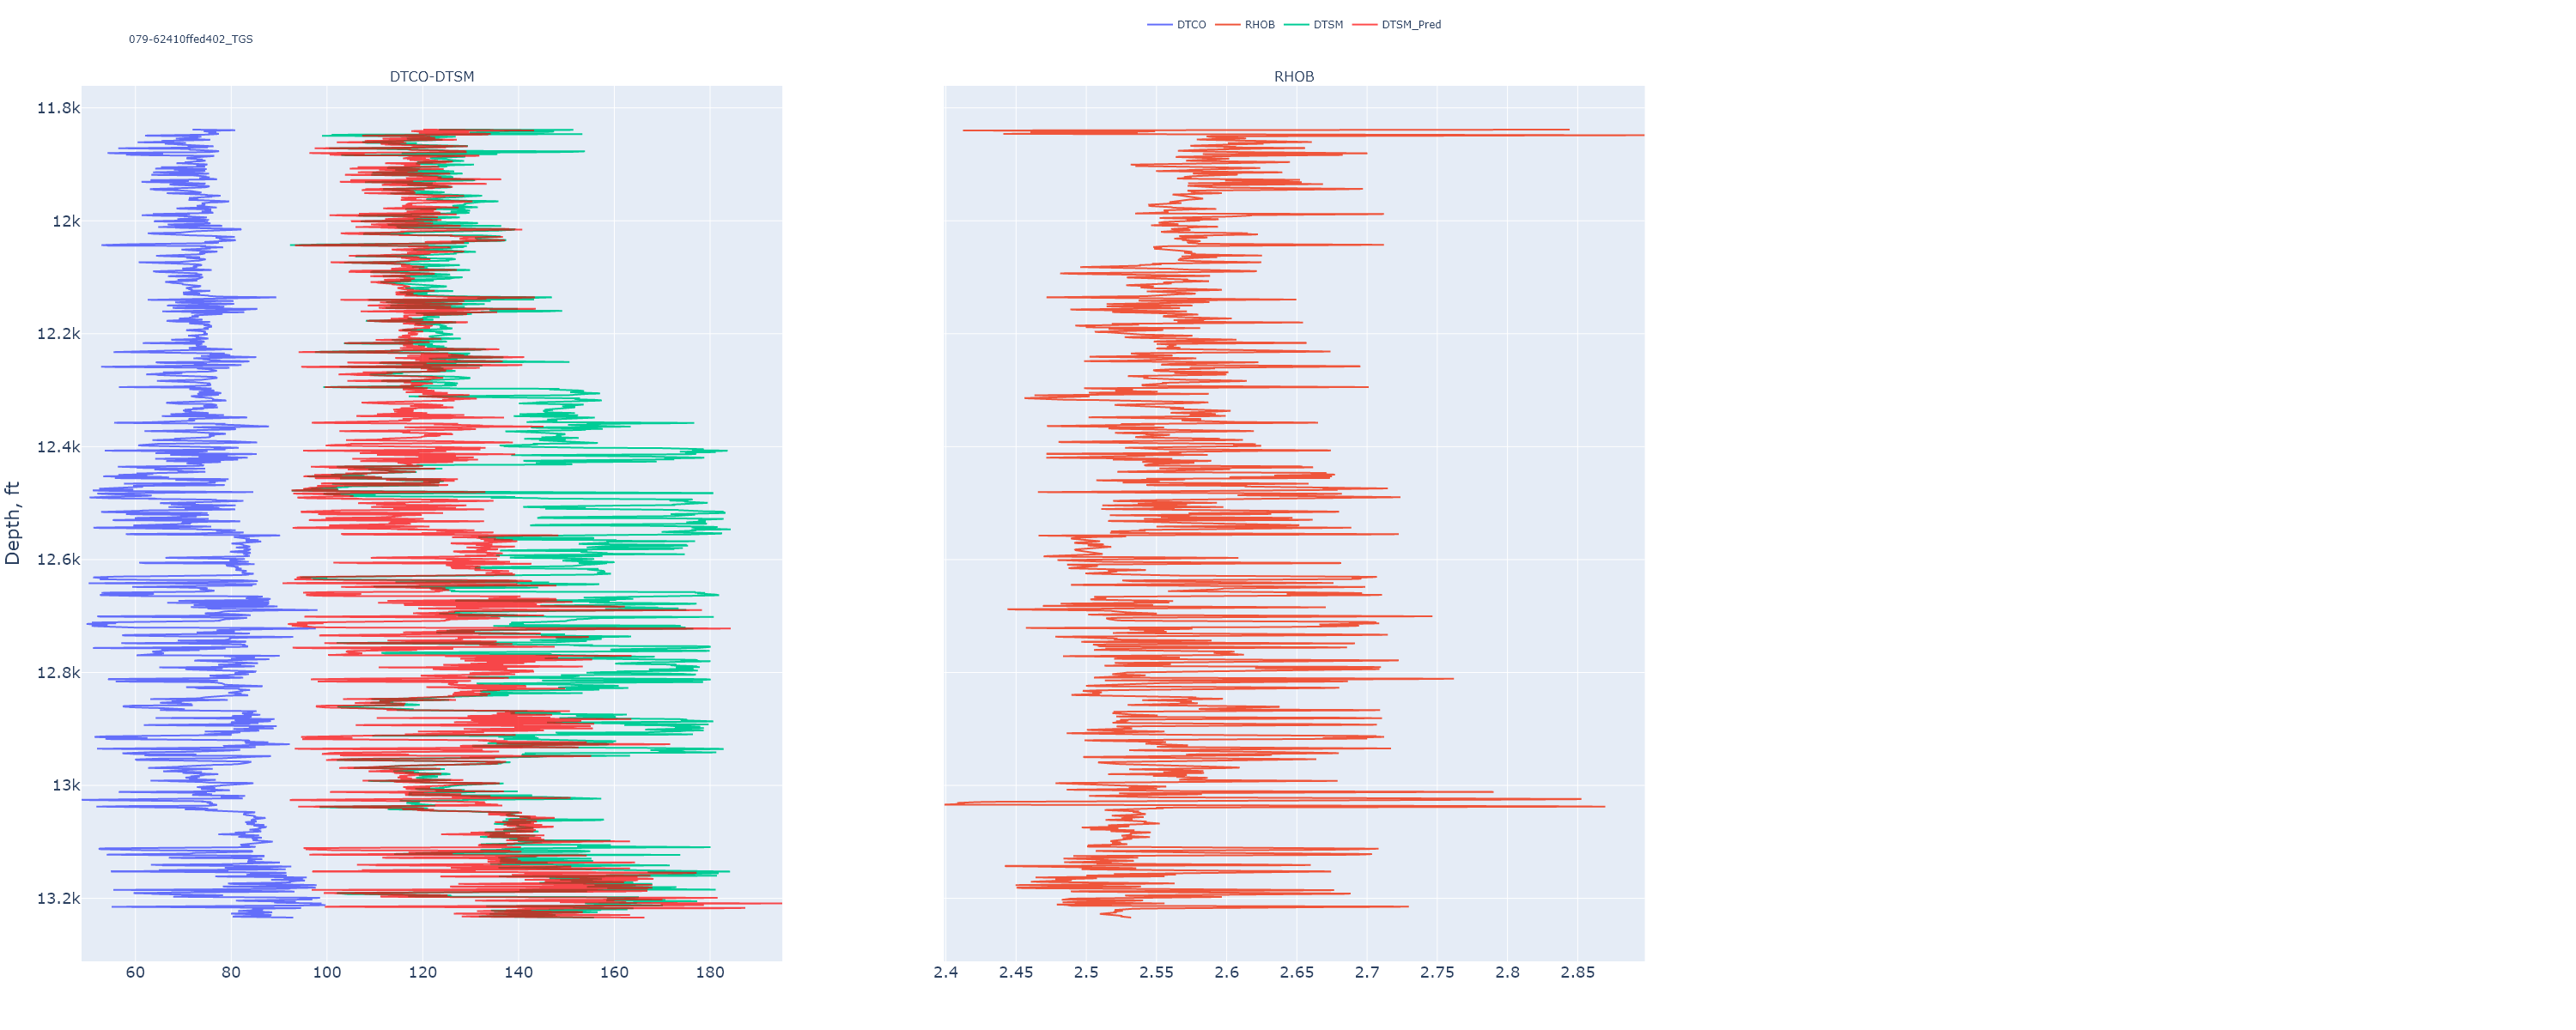 DTCO RHOB DTSM DTSM_Pred
079-62410ffed402_TGS
DTCO-DTSM
RHOB
11.8k
12k
12.2k
12.4k
12.6k
12.8k
13k
13.2k
Depth, ft
60 80 100 120 140 160 180
2.4 2.45 2.5 2.55 2.6 2.65 2.7 2.75 2.8 2.85